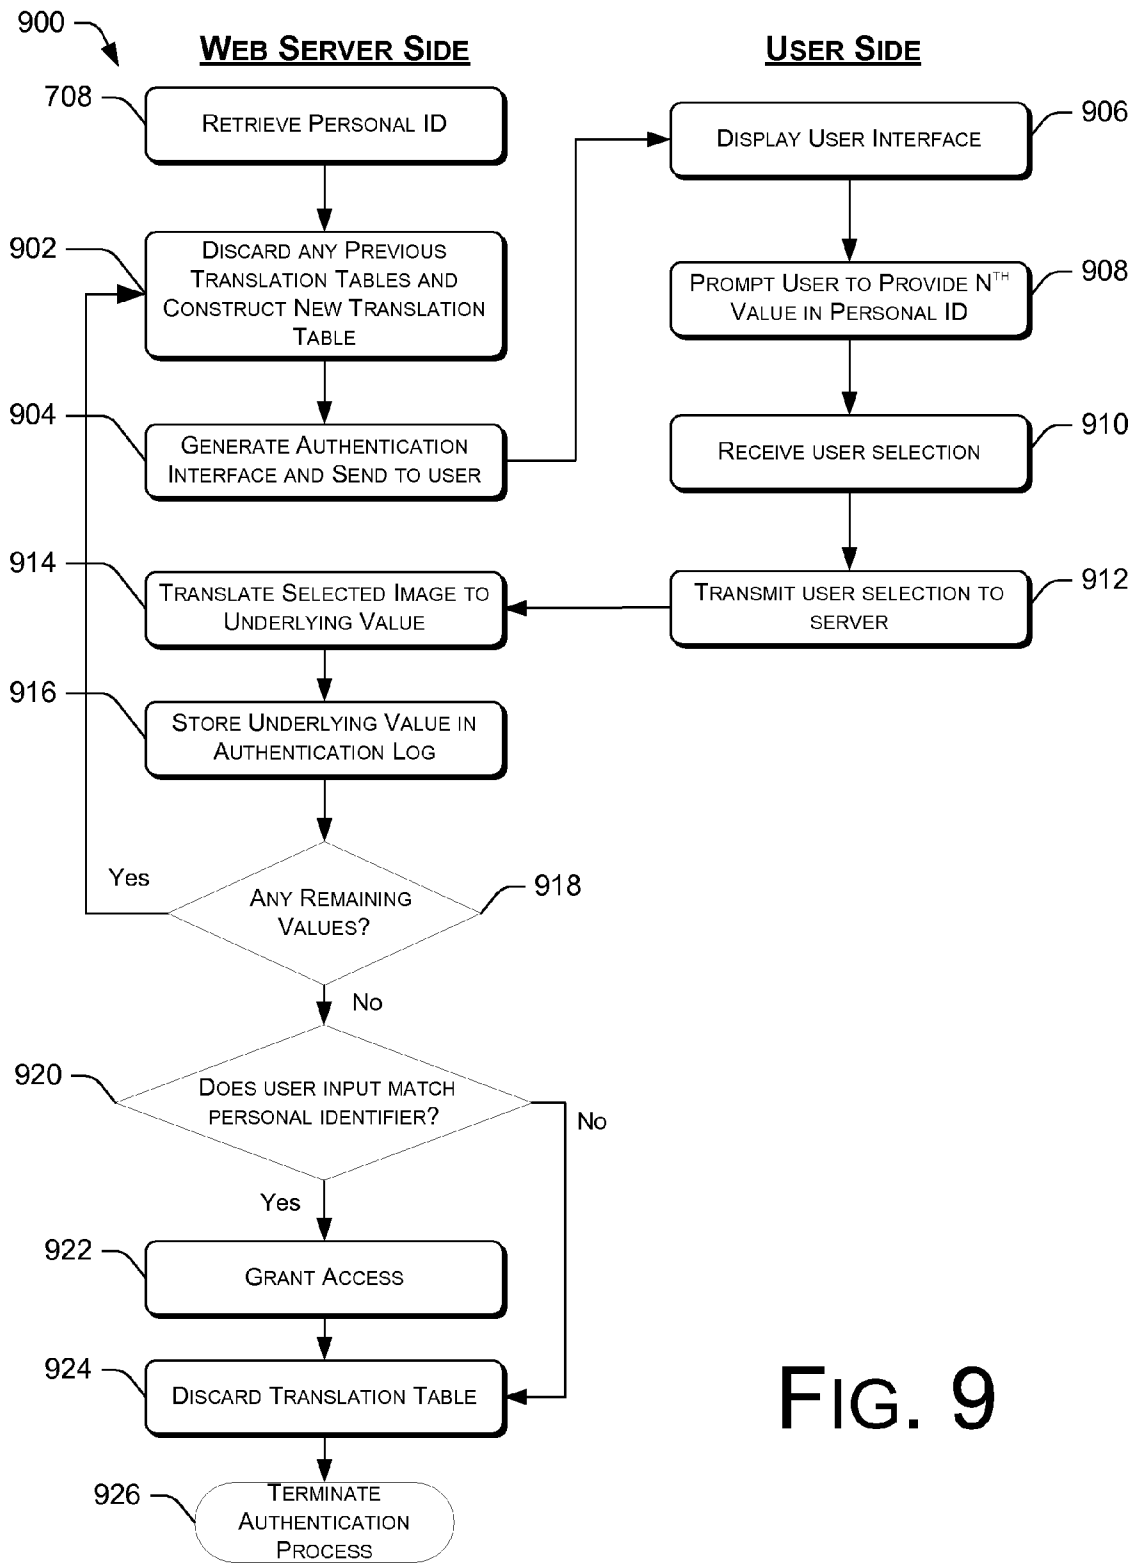 900
WEB SERVER SIDE
USER SIDE
708
RETRIEVE PERSONAL ID
906
DISPLAY USER INTERFACE
902
DISCARD ANY PREVIOUS
TRANSLATION TABLES AND
CONSTRUCT NEW TRANSLATION
TABLE
908
PROMPT USER TO PROVIDE NTH
VALUE IN PERSONAL ID
904
GENERATE AUTHENTICATION
INTERFACE AND SEND TO USER
910
RECEIVE USER SELECTION
914
TRANSLATE SELECTED IMAGE TO
UNDERLYING VALUE
912
TRANSMIT USER SELECTION TO
SERVER
916
STORE UNDERLYING VALUE IN
AUTHENTICATION LOG
Yes
918
ANY REMAINING
VALUES?
No
920
DOES USER INPUT MATCH
PERSONAL IDENTIFIER?
No
Yes
922
GRANT ACCESS
924
DISCARD TRANSLATION TABLE
FIG. 9
926
TERMINATE
AUTHENTICATION
PROCESS